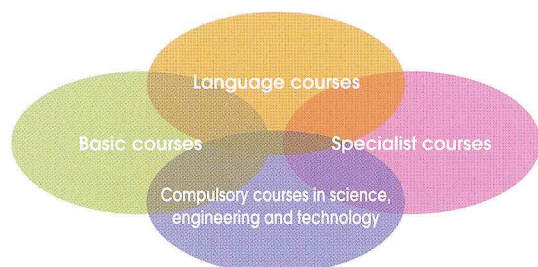 Language courses
Basic courses
Specialist courses
Compulsory courses in science,
engineering and technology